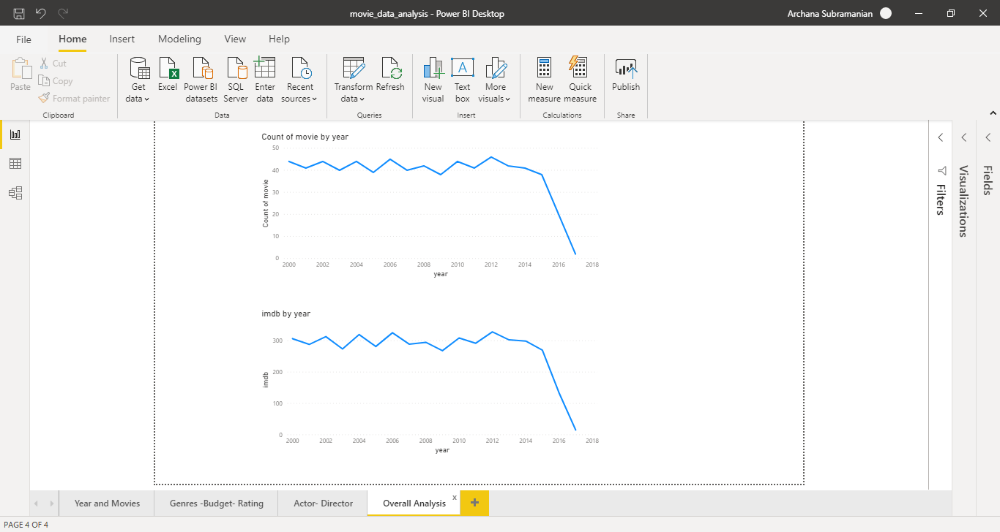 movie_data_analysis - Power BI Desktop
Archana Subramanian
File Home Insert Modeling View Help
Paste
Cut
Copy
Format painter
Clipboard
Get data
Excel
Power BI datasets
SQL Server
Enter data
Recent sources
Data
Transform data
Refresh
Queries
New visual
Text box
More visuals
Insert
New measure
Quick measure
Calculations
Publish
Share
Count of movie by year
50
40
30
20
10
0
Count of movie
2000 2002 2004 2006 2008 2010 2012 2014 2016 2018
year
imdb by year
300
200
100
0
imdb
2000 2002 2004 2006 2008 2010 2012 2014 2016 2018
year
Filters
Visualizations
Fields
Year and Movies
Genres -Budget- Rating
Actor- Director
Overall Analysis
x
PAGE 4 OF 4